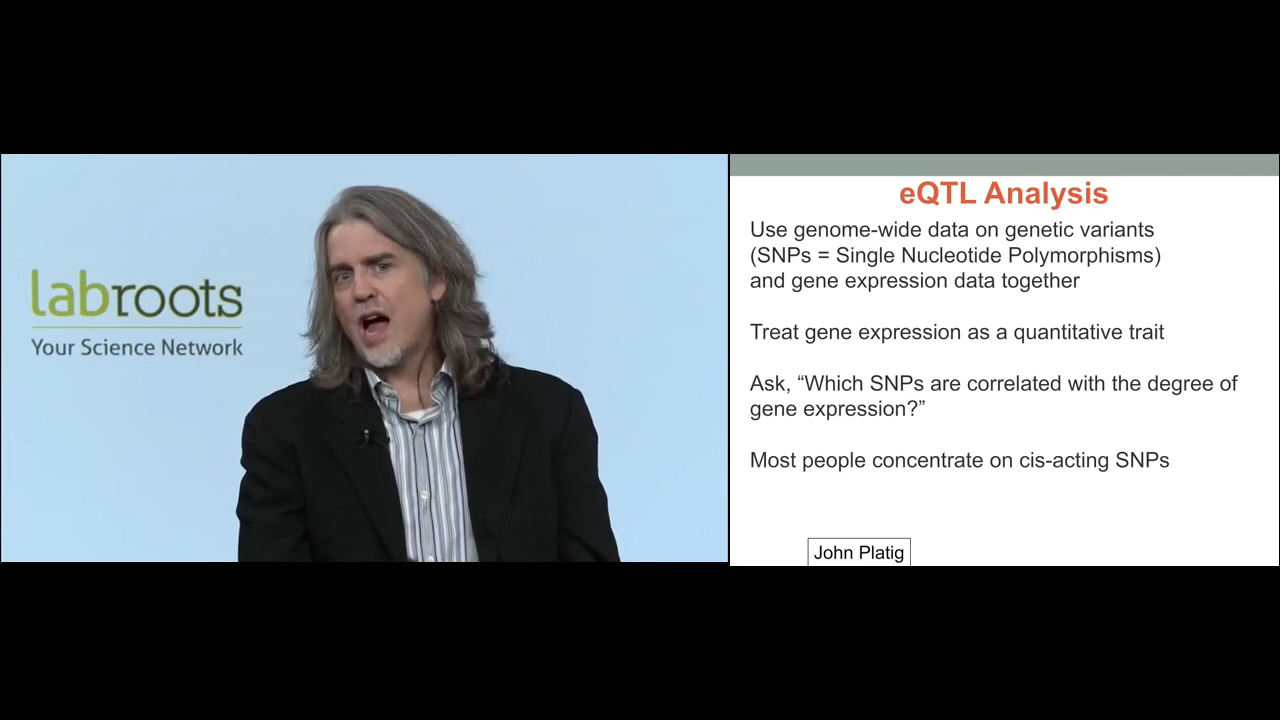 labroots
Your Science Network
eQTL Analysis
Use genome-wide data on genetic variants
(SNPs = Single Nucleotide Polymorphisms)
and gene expression data together
Treat gene expression as a quantitative trait
Ask, “Which SNPs are correlated with the degree of
gene expression?”
Most people concentrate on cis-acting SNPs
John Platig